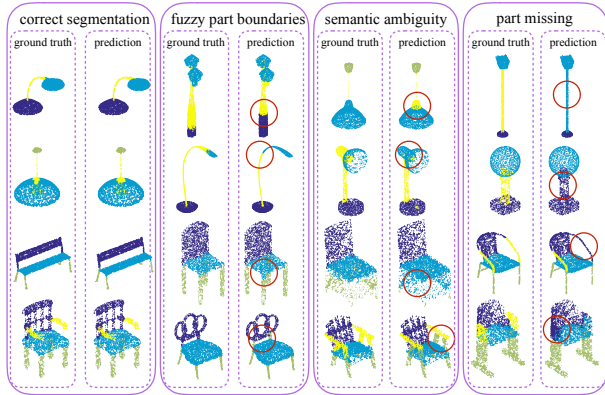 correct segmentation
fuzzy part boundaries
semantic ambiguity
part missing
ground truth
prediction
ground truth
prediction
ground truth
prediction
ground truth
prediction